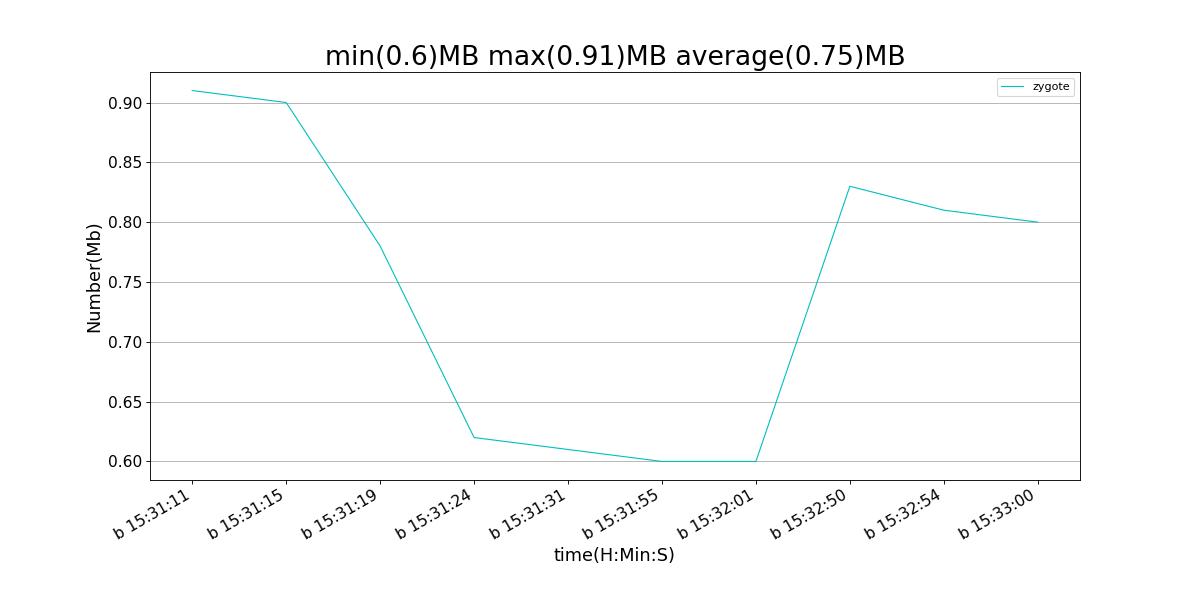 min(0.6)MB max(0.91)MB average(0.75)MB
zygote
Number(Mb)
0.90
0.85
0.80
0.75
0.70
0.65
0.60
b 15:31:11
b 15:31:15
b 15:31:19
b 15:31:24
b 15:31:31
b 15:31:55
b 15:32:01
b 15:32:50
b 15:32:54
b 15:33:00
time(H:Min:S)